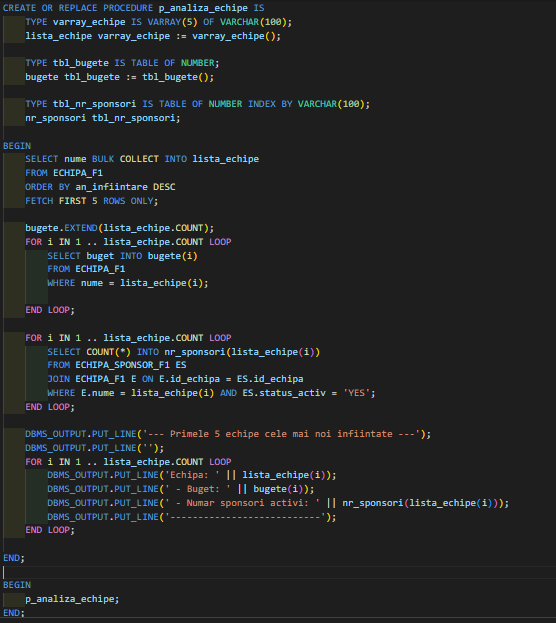 CREATE OR REPLACE PROCEDURE p_analiza_echipe IS
    TYPE varray_echipe IS VARRAY(5) OF VARCHAR(100);
    lista_echipe varray_echipe := varray_echipe();

    TYPE tbl_bugete IS TABLE OF NUMBER;
    bugete tbl_bugete := tbl_bugete();

    TYPE tbl_nr_sponsori IS TABLE OF NUMBER INDEX BY VARCHAR(100);
    nr_sponsori tbl_nr_sponsori;

BEGIN
    SELECT nume BULK COLLECT INTO lista_echipe
    FROM ECHIPA_F1
    ORDER BY an_infiintare DESC
    FETCH FIRST 5 ROWS ONLY;

    bugete.EXTEND(lista_echipe.COUNT);
    FOR i IN 1 .. lista_echipe.COUNT LOOP
        SELECT buget INTO bugete(i)
        FROM ECHIPA_F1
        WHERE nume = lista_echipe(i);

    END LOOP;

    FOR i IN 1 .. lista_echipe.COUNT LOOP
        SELECT COUNT(*) INTO nr_sponsori(lista_echipe(i))
        FROM ECHIPA_SPONSOR_F1 ES
        JOIN ECHIPA_F1 E ON E.id_echipa = ES.id_echipa
        WHERE E.nume = lista_echipe(i) AND ES.status_activ = 'YES';
    END LOOP;

    DBMS_OUTPUT.PUT_LINE('--- Primele 5 echipe cele mai noi infiintate ---');
    DBMS_OUTPUT.PUT_LINE('');
    FOR i IN 1 .. lista_echipe.COUNT LOOP
        DBMS_OUTPUT.PUT_LINE('Echipa: ' || lista_echipe(i));
        DBMS_OUTPUT.PUT_LINE(' - Buget: ' || bugete(i));
        DBMS_OUTPUT.PUT_LINE(' - Numar sponsori activi: ' || nr_sponsori(lista_echipe(i)));
        DBMS_OUTPUT.PUT_LINE('---------------------------');
    END LOOP;

END;

BEGIN
    p_analiza_echipe;
END;